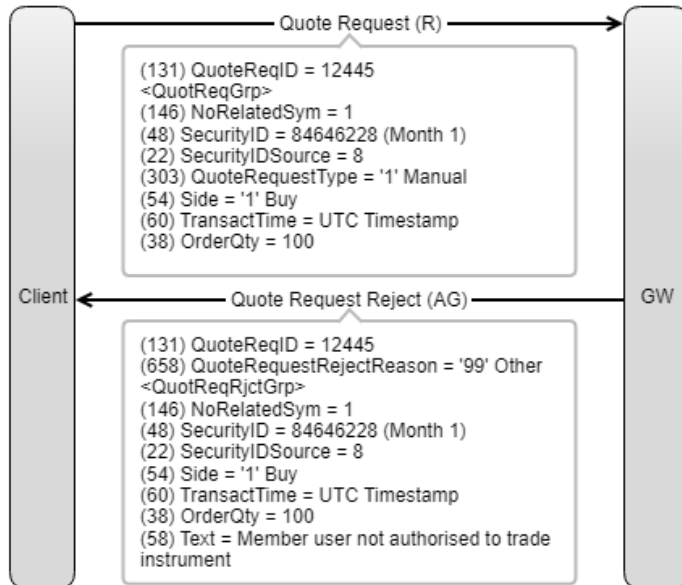 Quote Request (R)
(131) QuoteReqID = 12445
<QuotReqGrp>
(146) NoRelatedSym = 1
(48) SecurityID = 84646228 (Month 1)
(22) SecurityIDSource = 8
(303) QuoteRequestType = '1' Manual
(54) Side = '1' Buy
(60) TransactTime = UTC Timestamp
(38) OrderQty = 100
Client
Quote Request Reject (AG)
GW
(131) QuoteReqID = 12445
(658) QuoteRequestRejectReason = '99' Other
<QuotReqRjctGrp>
(146) NoRelatedSym = 1
(48) SecurityID = 84646228 (Month 1)
(22) SecurityIDSource = 8
(54) Side = '1' Buy
(60) TransactTime = UTC Timestamp
(38) OrderQty = 100
(58) Text = Member user not authorised to trade
instrument